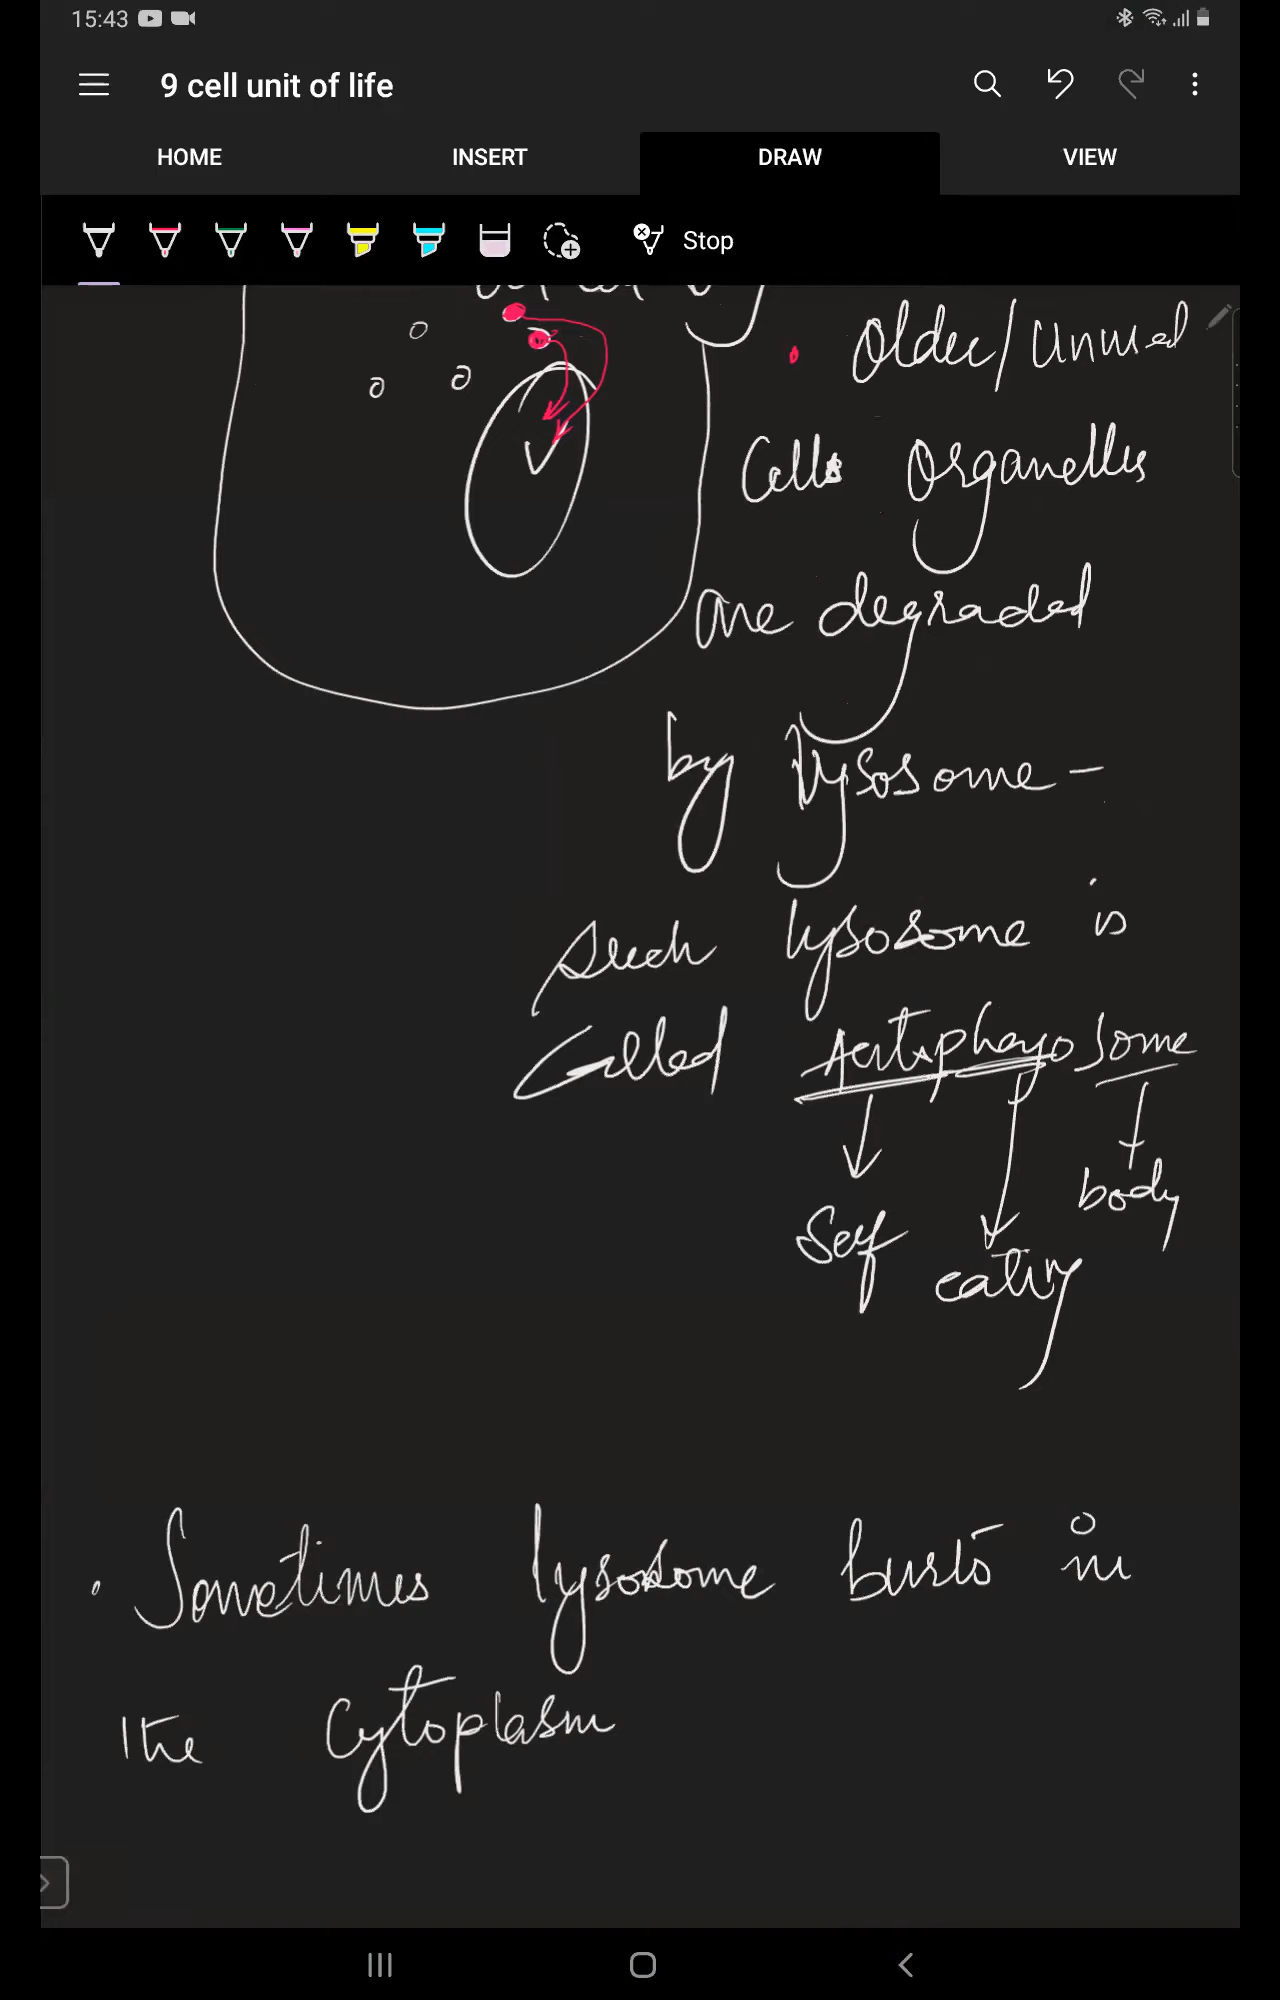 15:43
9 cell unit of life
HOME INSERT DRAW VIEW
Stop
Older/Unused
Cells Organelles
are degraded
by lysosome -
such lysosome is
Called Autophagosome
Self eating body
Sometimes lysosome bursts in
the Cytoplasm